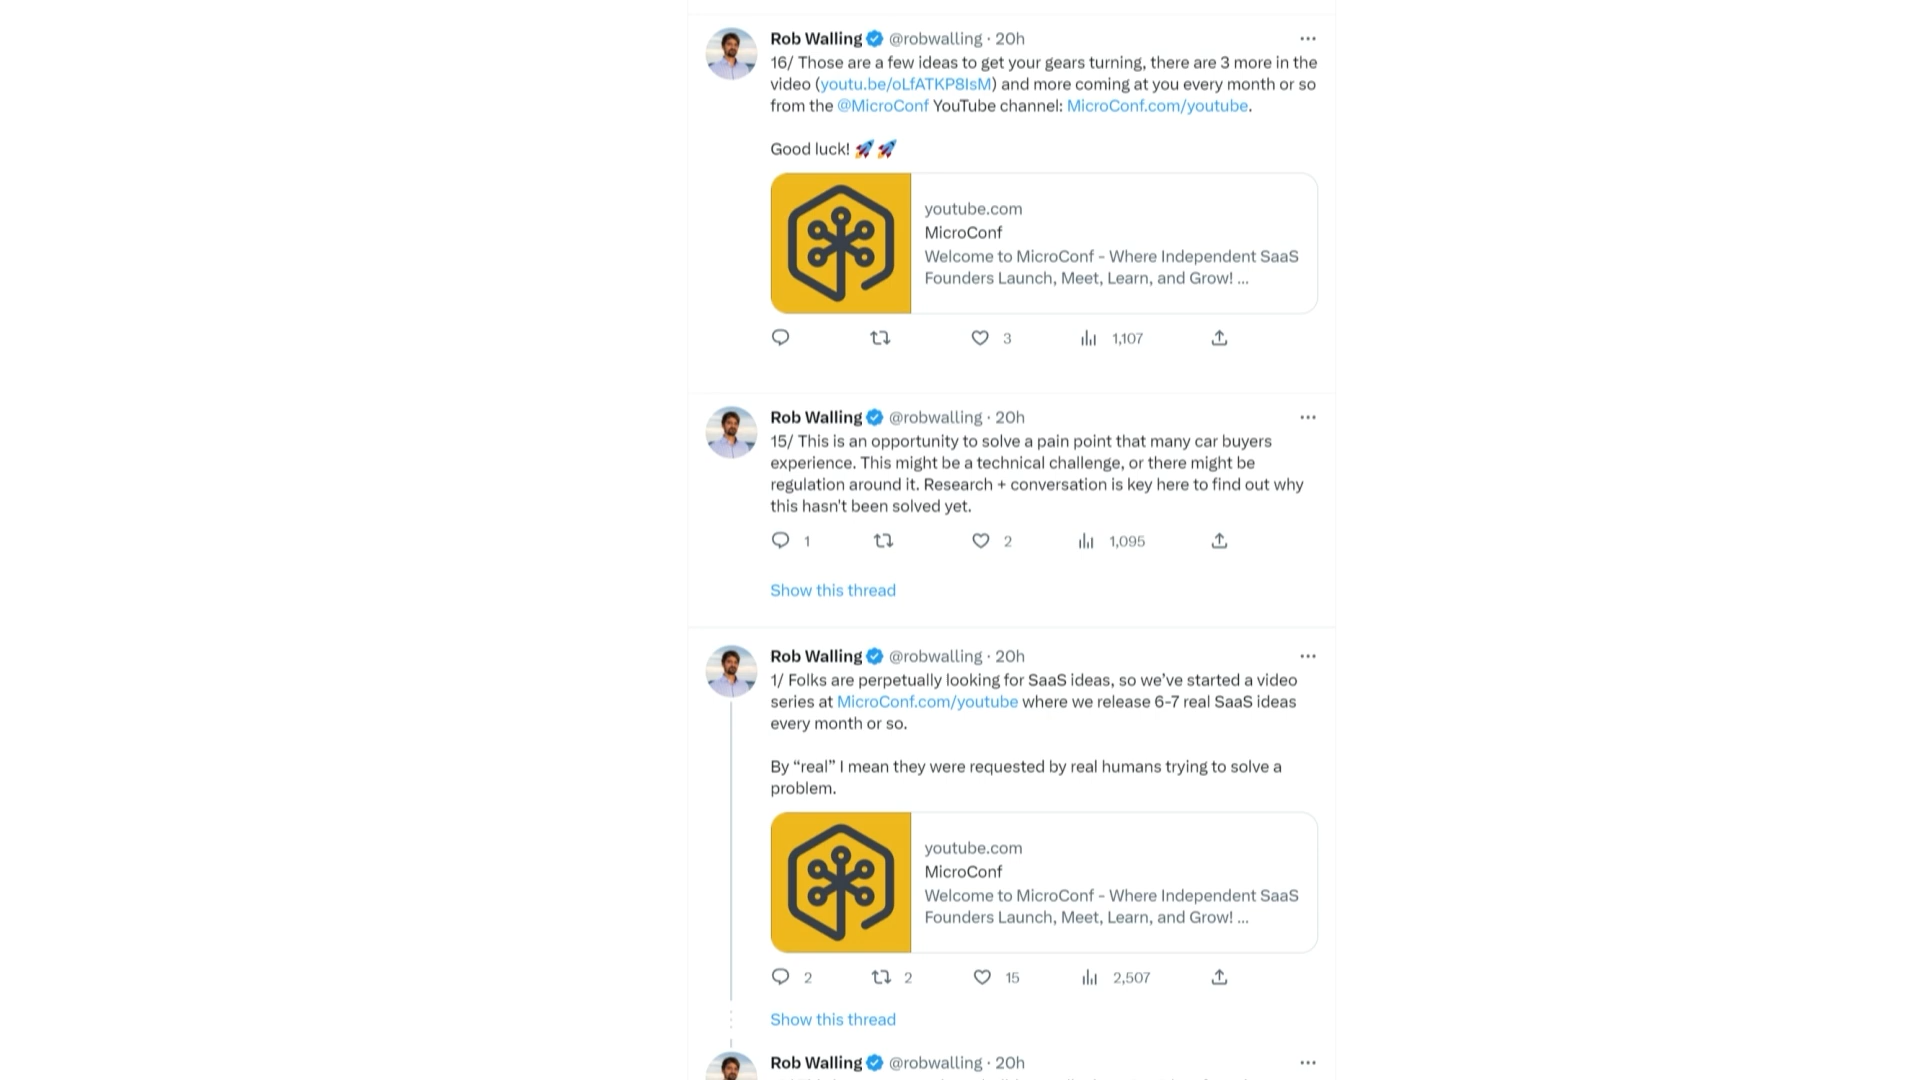 Rob Walling @robwalling · 20h
16/ Those are a few ideas to get your gears turning, there are 3 more in the
video (youtu.be/oLfATKP8IsM) and more coming at you every month or so
from the @MicroConf YouTube channel: MicroConf.com/youtube.
Good luck! 🚀🚀
youtube.com
MicroConf
Welcome to MicroConf - Where Independent SaaS
Founders Launch, Meet, Learn, and Grow! ...
3 1,107
Rob Walling @robwalling · 20h
15/ This is an opportunity to solve a pain point that many car buyers
experience. This might be a technical challenge, or there might be
regulation around it. Research + conversation is key here to find out why
this hasn't been solved yet.
1 2 1,095
Show this thread
Rob Walling @robwalling · 20h
1/ Folks are perpetually looking for SaaS ideas, so we’ve started a video
series at MicroConf.com/youtube where we release 6-7 real SaaS ideas
every month or so.
By “real” I mean they were requested by real humans trying to solve a
problem.
youtube.com
MicroConf
Welcome to MicroConf - Where Independent SaaS
Founders Launch, Meet, Learn, and Grow! ...
2 2 15 2,507
Show this thread
Rob Walling @robwalling · 20h